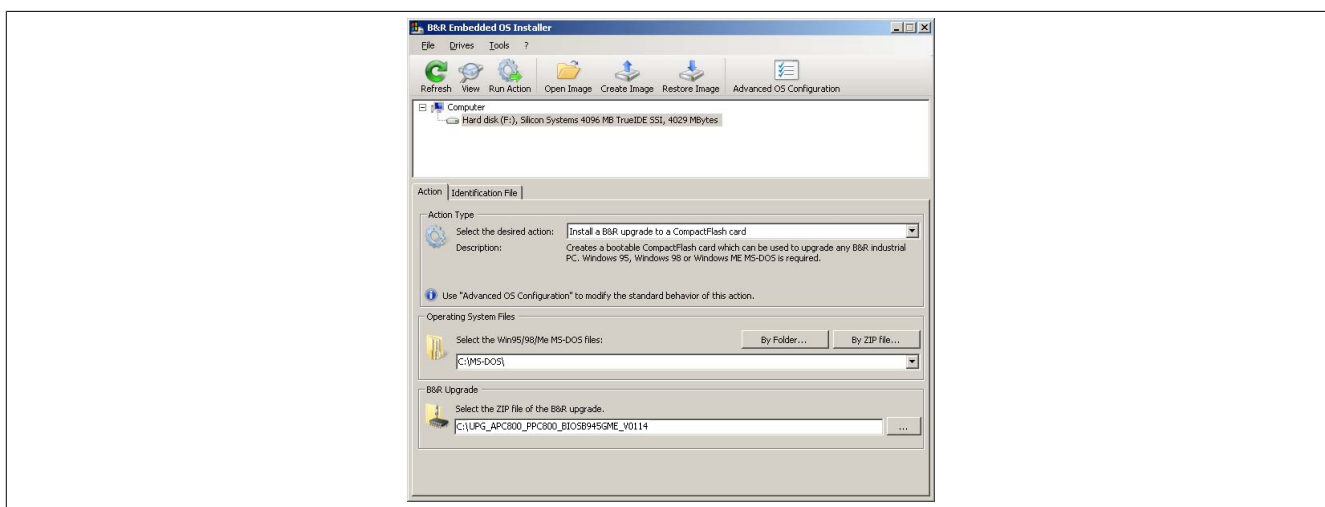 B&R Embedded OS Installer
File Drives Tools ?
Refresh View Run Action Open Image Create Image Restore Image Advanced OS Configuration
Computer
Hard disk (F:), Silicon Systems 4096 MB TrueIDE SSI, 4029 MBytes
Action Identification File
Action Type
Select the desired action: Install a B&R upgrade to a CompactFlash card
Description: Creates a bootable CompactFlash card which can be used to upgrade any B&R industrial
PC. Windows 95, Windows 98 or Windows ME MS-DOS is required.
Use "Advanced OS Configuration" to modify the standard behavior of this action.
Operating System Files
Select the Win95/98/Me MS-DOS files: By Folder... By ZIP file...
C:\MS-DOS\
B&R Upgrade
Select the ZIP file of the B&R upgrade.
C:\UPG_APC800_PPC800_BIOSB945GME_V0114 ...